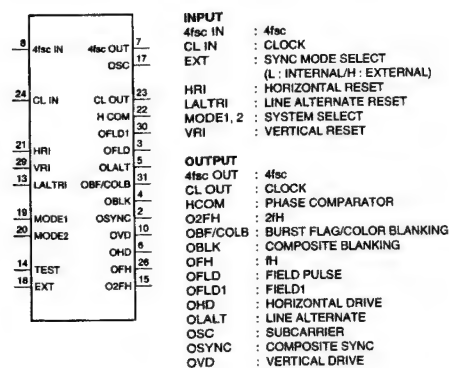 8 4fsc IN 4fsc OUT 7
OSC 17
24 CL IN CL OUT 23
H COM 22
OFLD1 30
21 HRI OFLD 3
29 VRI OLALT 5
13 LALTRI OBF/COLB 31
OBLK 4
19 MODE1 OSYNC 2
20 MODE2 OVD 10
OHD 6
14 TEST OFH 26
18 EXT O2FH 15
INPUT
4fsc IN : 4fsc
CL IN : CLOCK
EXT : SYNC MODE SELECT
(L : INTERNAL/H : EXTERNAL)
HRI : HORIZONTAL RESET
LALTRI : LINE ALTERNATE RESET
MODE1, 2 : SYSTEM SELECT
VRI : VERTICAL RESET
OUTPUT
4fsc OUT : 4fsc
CL OUT : CLOCK
HCOM : PHASE COMPARATOR
O2FH : 2fH
OBF/COLB : BURST FLAG/COLOR BLANKING
OBLK : COMPOSITE BLANKING
OFH : fH
OFLD : FIELD PULSE
OFLD1 : FIELD1
OHD : HORIZONTAL DRIVE
OLALT : LINE ALTERNATE
OSC : SUBCARRIER
OSYNC : COMPOSITE SYNC
OVD : VERTICAL DRIVE